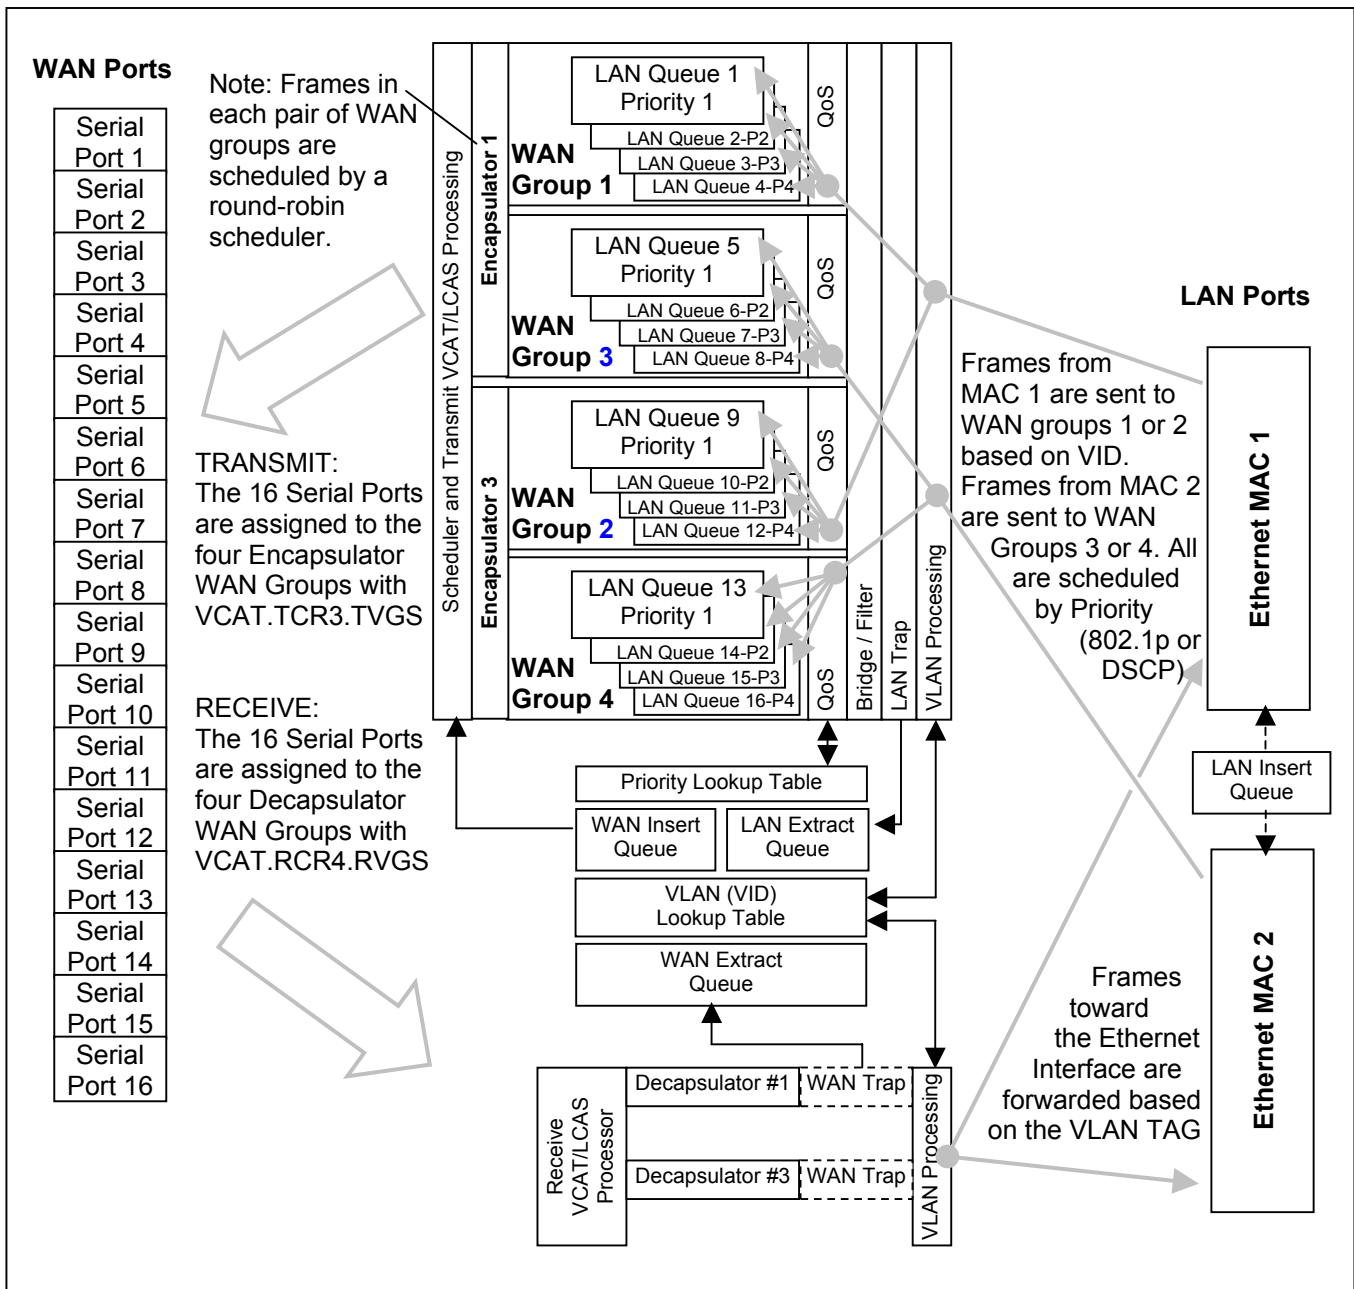 WAN Ports
Serial
Port 1
Serial
Port 2
Serial
Port 3
Serial
Port 4
Serial
Port 5
Serial
Port 6
Serial
Port 7
Serial
Port 8
Serial
Port 9
Serial
Port 10
Serial
Port 11
Serial
Port 12
Serial
Port 13
Serial
Port 14
Serial
Port 15
Serial
Port 16
Note: Frames in
each pair of WAN
groups are
scheduled by a
round-robin
scheduler.
TRANSMIT:
The 16 Serial Ports
are assigned to the
four Encapsulator
WAN Groups with
VCAT.TCR3.TVGS
RECEIVE:
The 16 Serial Ports
are assigned to the
four Decapsulator
WAN Groups with
VCAT.RCR4.RVGS
Scheduler and Transmit VCAT/LCAS Processing
Encapsulator 1
WAN
Group 1
LAN Queue 1
Priority 1
LAN Queue 2-P2
LAN Queue 3-P3
LAN Queue 4-P4
QoS
WAN
Group 3
LAN Queue 5
Priority 1
LAN Queue 6-P2
LAN Queue 7-P3
LAN Queue 8-P4
QoS
Encapsulator 3
WAN
Group 2
LAN Queue 9
Priority 1
LAN Queue 10-P2
LAN Queue 11-P3
LAN Queue 12-P4
QoS
WAN
Group 4
LAN Queue 13
Priority 1
LAN Queue 14-P2
LAN Queue 15-P3
LAN Queue 16-P4
QoS
Bridge / Filter
LAN Trap
VLAN Processing
Priority Lookup Table
WAN Insert
Queue
LAN Extract
Queue
VLAN (VID)
Lookup Table
WAN Extract
Queue
Receive
VCAT/LCAS
Processor
Decapsulator #1
WAN Trap
Decapsulator #3
WAN Trap
VLAN Processing
LAN Ports
Frames from
MAC 1 are sent to
WAN groups 1 or 2
based on VID.
Frames from MAC 2
are sent to WAN
Groups 3 or 4. All
are scheduled
by Priority
(802.1p or
DSCP)
Ethernet MAC 1
LAN Insert
Queue
Ethernet MAC 2
Frames
toward
the Ethernet
Interface are
forwarded based
on the VLAN TAG